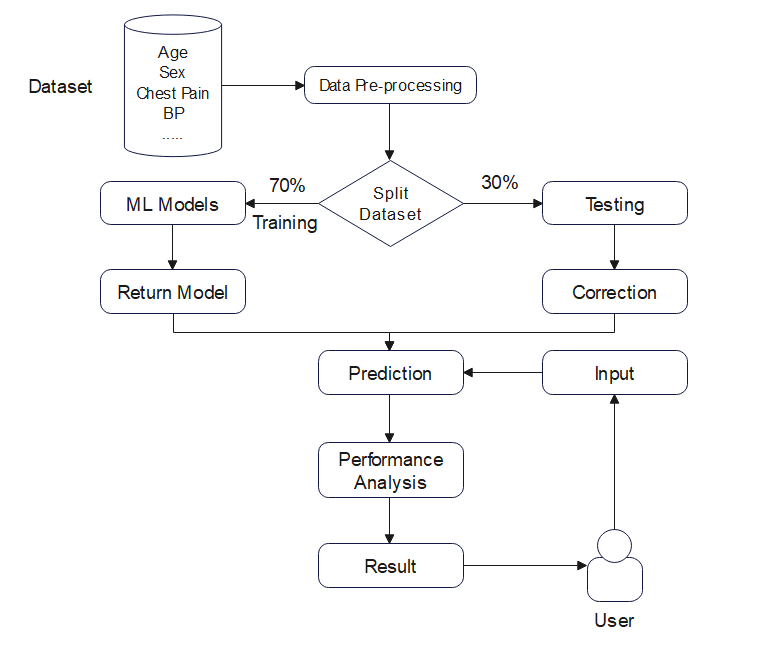 Age
Sex
Chest Pain
BP
.....
Dataset
Data Pre-processing
70%
Training
Split
Dataset
30%
ML Models
Testing
Return Model
Correction
Prediction
Input
Performance
Analysis
Result
User